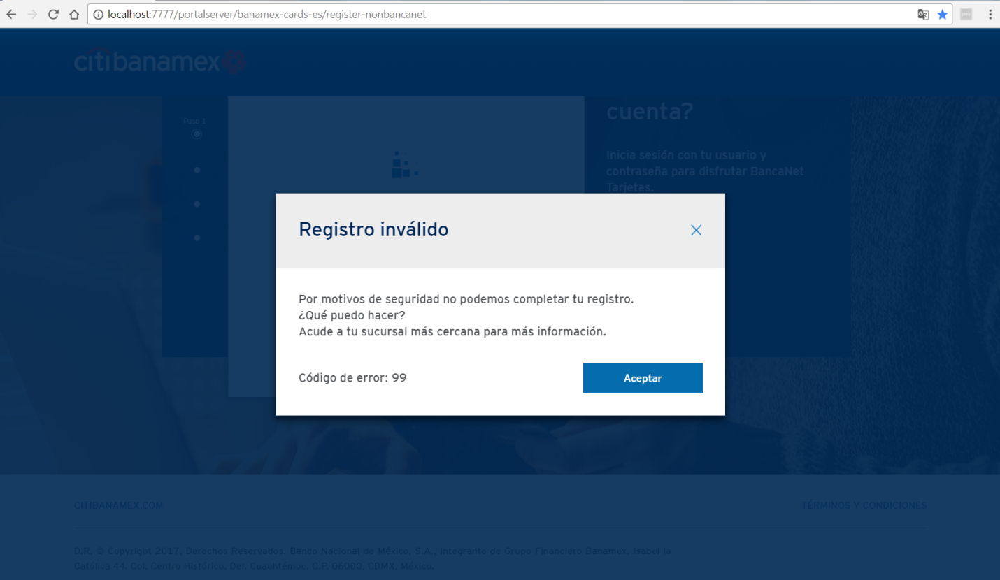 localhost:7777/portalserver/banamex-cards-es/register-nonbancanet
citibanamex
Paso 1
cuenta?
Inicia sesión con tu usuario y
contraseña para disfrutar BancaNet
Tarjetas.
Registro inválido
Por motivos de seguridad no podemos completar tu registro.
¿Qué puedo hacer?
Acude a tu sucursal más cercana para más información.
Código de error: 99
Aceptar
CITIBANAMEX.COM
TÉRMINOS Y CONDICIONES
D.R. © Copyright 2017, Derechos Reservados. Banco Nacional de México, S.A., Integrante de Grupo Financiero Banamex. Isabel la
Católica 44. Col. Centro Histórico. Del. Cuauhtémoc. C.P. 06000, CDMX, México.